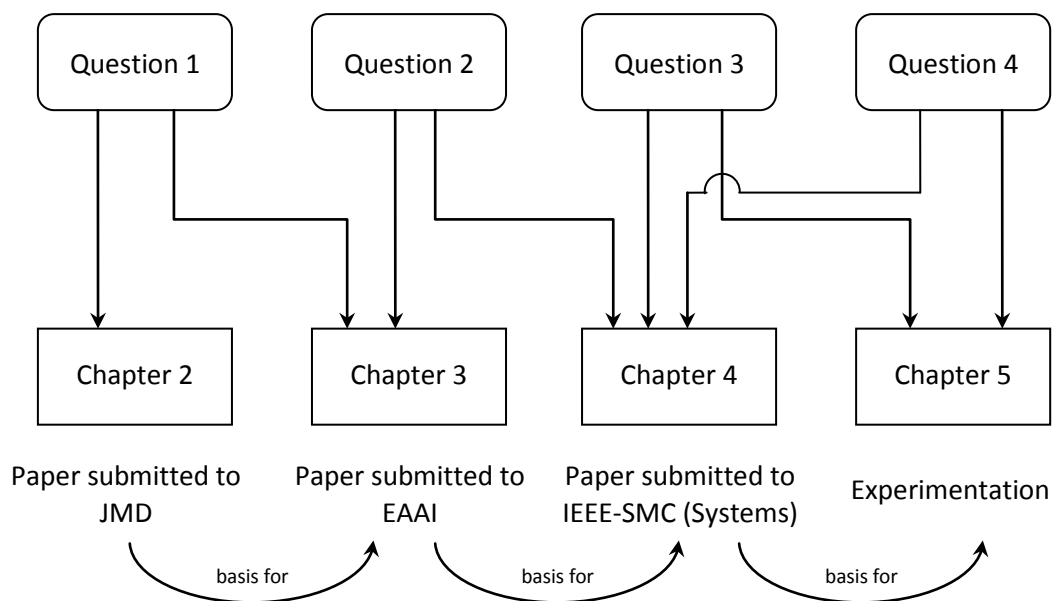 Question 1
Question 2
Question 3
Question 4
Chapter 2
Chapter 3
Chapter 4
Chapter 5
Paper submitted to
JMD
Paper submitted to
EAAI
Paper submitted to
IEEE-SMC (Systems)
Experimentation
basis for
basis for
basis for